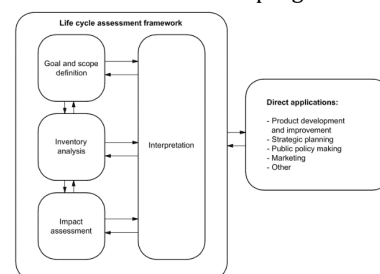 Life cycle assessment framework
Goal and scope
definition
Inventory
analysis
Impact
assessment
Interpretation
Direct applications:
- Product development
and improvement
- Strategic planning
- Public policy making
- Marketing
- Other